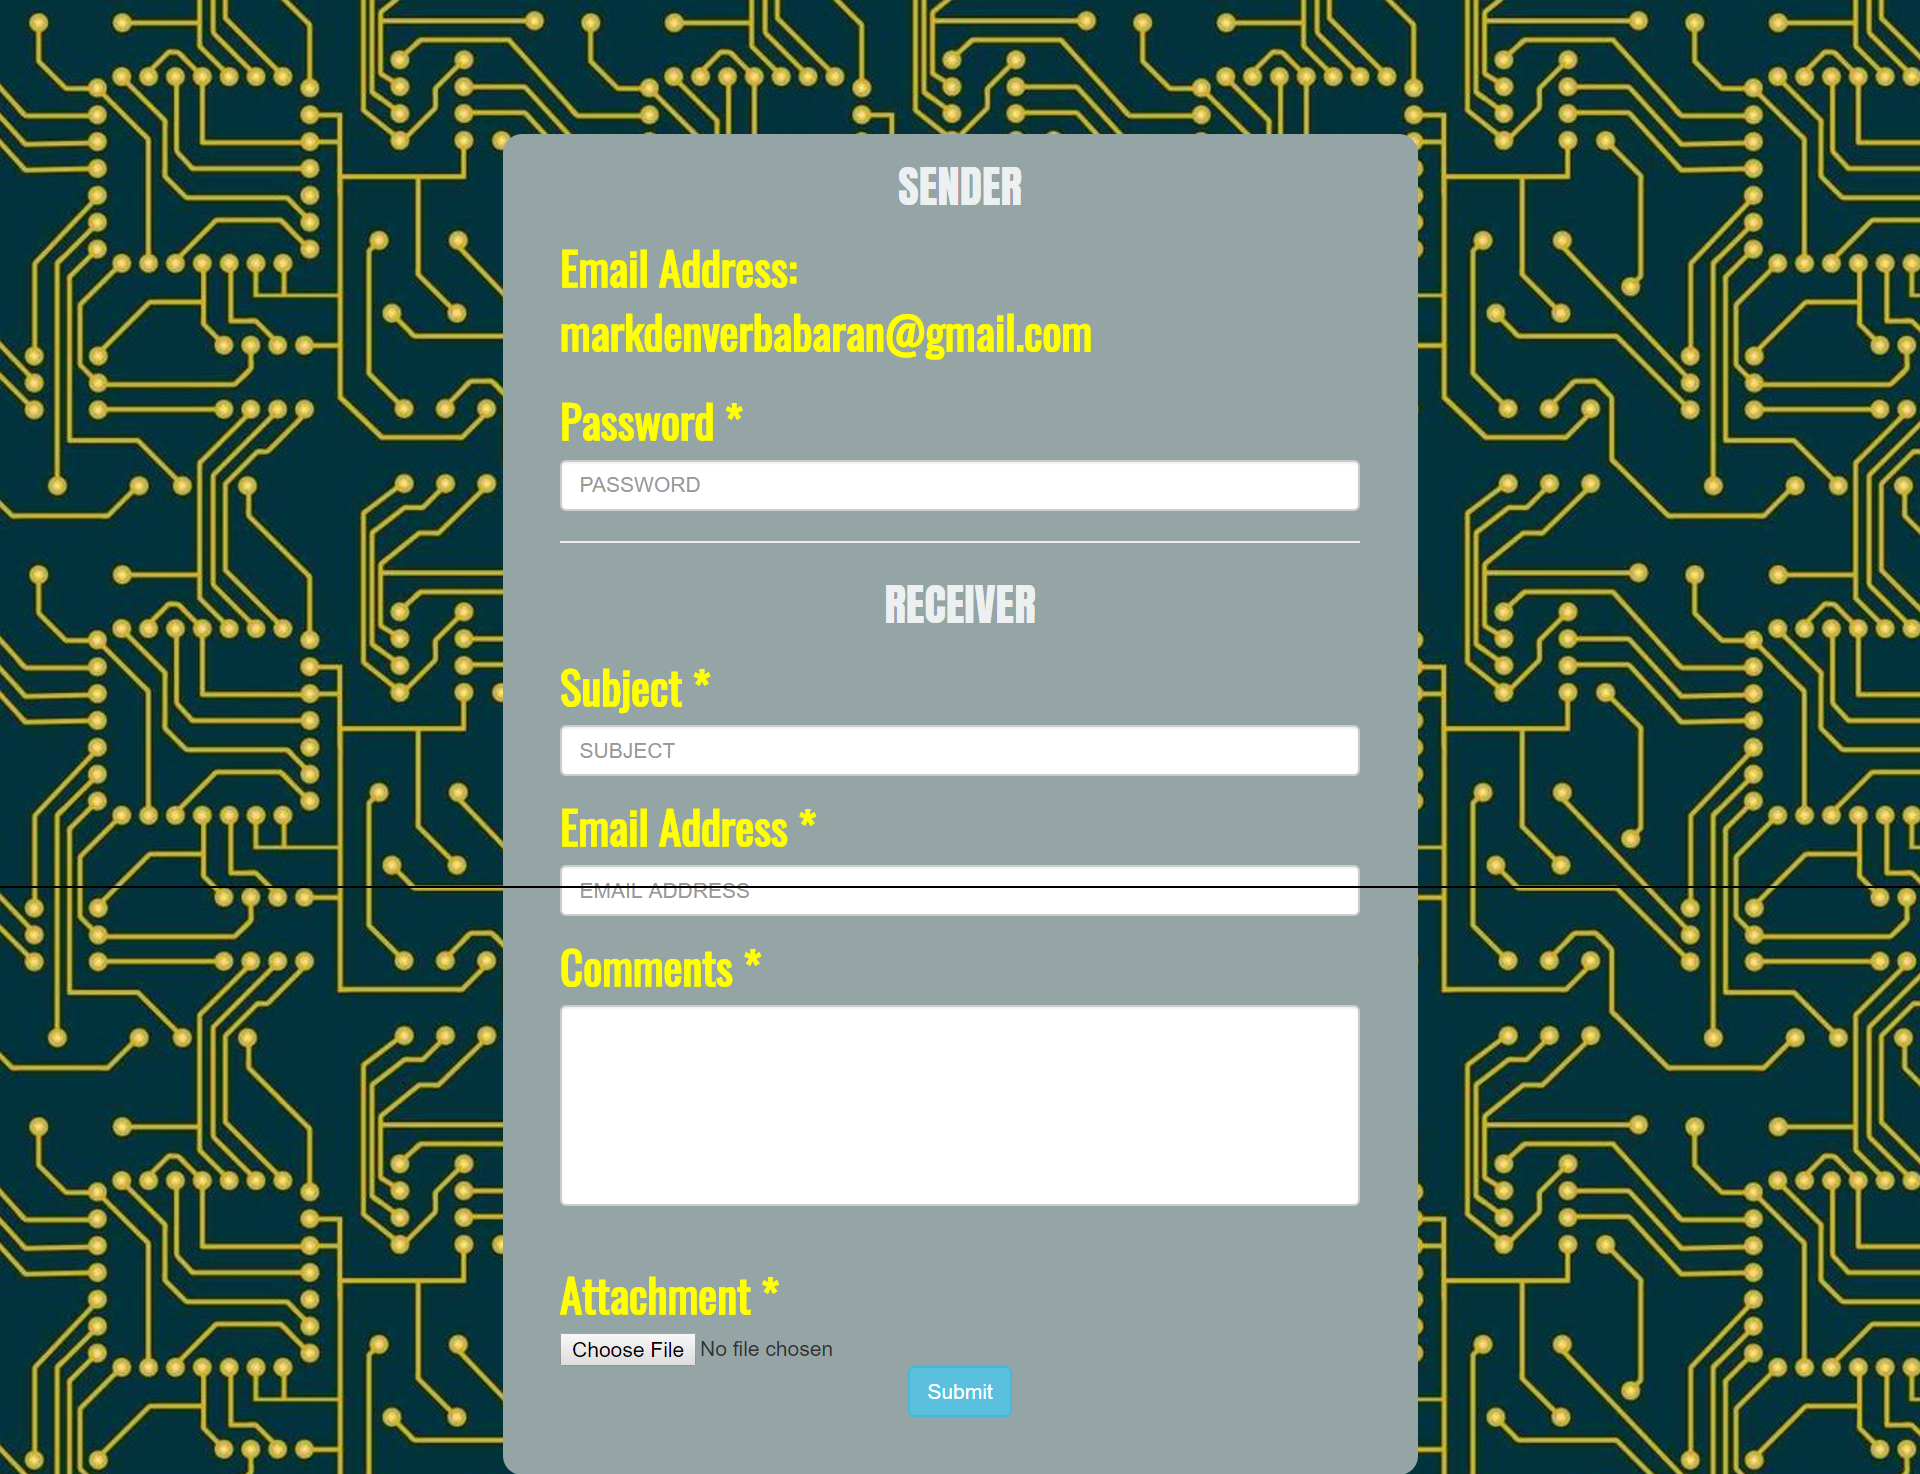 SENDER
Email Address:
markdenverbabaran@gmail.com
Password *
PASSWORD
RECEIVER
Subject *
SUBJECT
Email Address *
EMAIL ADDRESS
Comments *
Attachment *
Choose File No file chosen
Submit